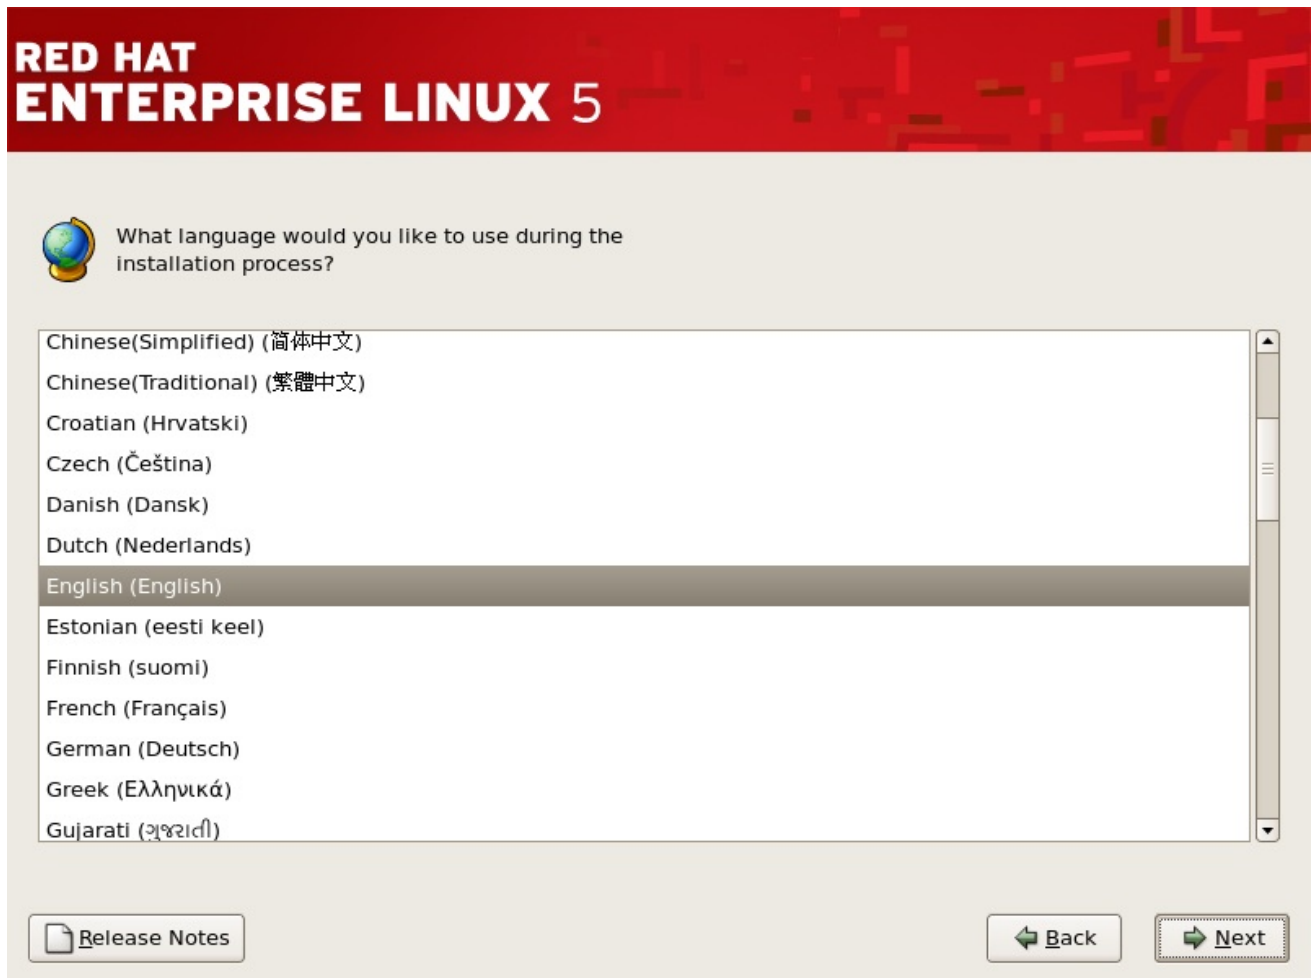 RED HAT
ENTERPRISE LINUX 5
What language would you like to use during the
installation process?
Chinese(Simplified) (简体中文)
Chinese(Traditional) (繁體中文)
Croatian (Hrvatski)
Czech (Čeština)
Danish (Dansk)
Dutch (Nederlands)
English (English)
Estonian (eesti keel)
Finnish (suomi)
French (Français)
German (Deutsch)
Greek (Ελληνικά)
Gujarati (ગુજરાતી)
Release Notes
Back
Next